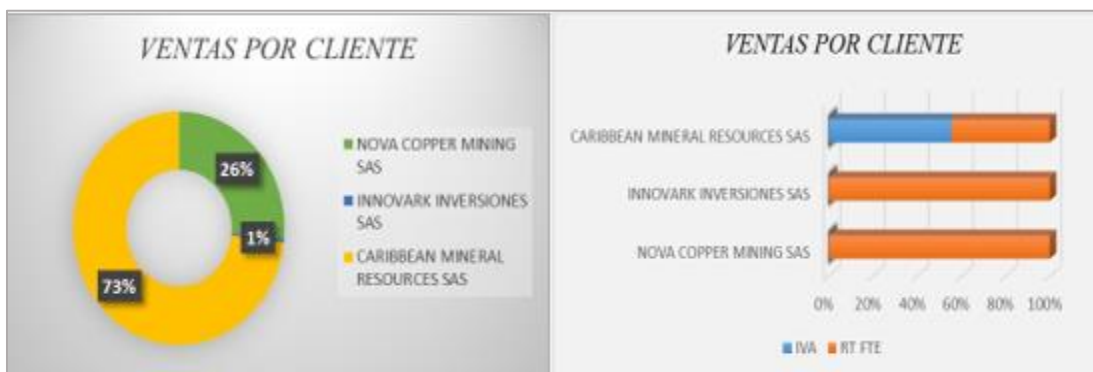 VENTAS POR CLIENTE
26%
1%
73%
NOVA COPPER MINING
SAS
INNOVARK INVERSIONES
SAS
CARIBBEAN MINERAL
RESOURCES SAS
VENTAS POR CLIENTE
CARIBBEAN MINERAL RESOURCES SAS
INNOVARK INVERSIONES SAS
NOVA COPPER MINING SAS
0% 20% 40% 60% 80% 100%
IVA RT FTE